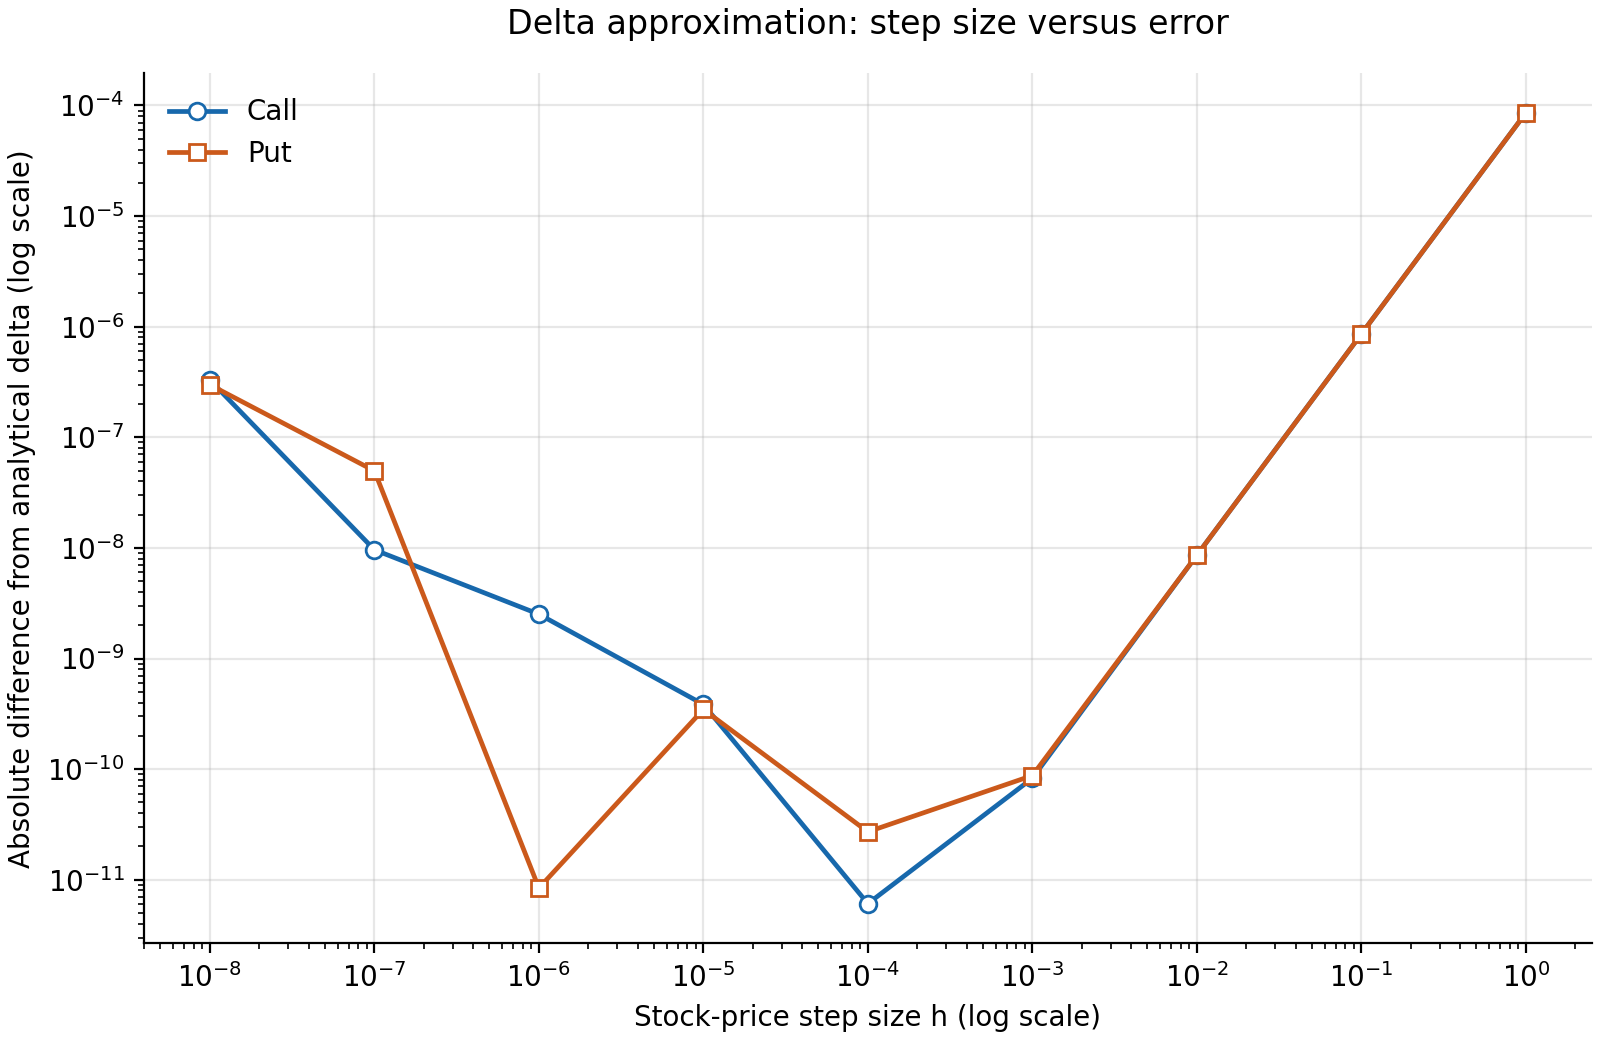 Delta approximation: step size versus error
Call
Put
Absolute difference from analytical delta (log scale)
10⁻⁴
10⁻⁵
10⁻⁶
10⁻⁷
10⁻⁸
10⁻⁹
10⁻¹⁰
10⁻¹¹
10⁻⁸ 10⁻⁷ 10⁻⁶ 10⁻⁵ 10⁻⁴ 10⁻³ 10⁻² 10⁻¹ 10⁰
Stock-price step size h (log scale)